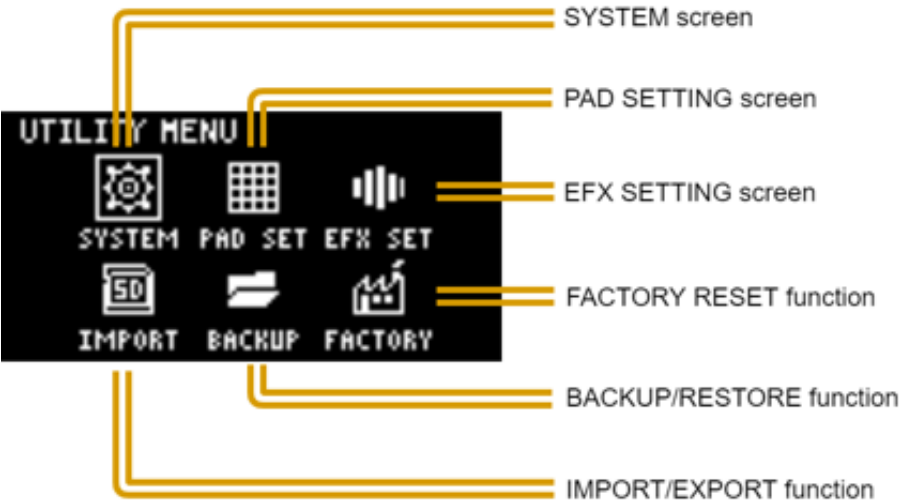 SYSTEM screen
PAD SETTING screen
UTILITY MENU
EFX SETTING screen
SYSTEM PAD SET EFX SET
SD
FACTORY RESET function
IMPORT BACKUP FACTORY
BACKUP/RESTORE function
IMPORT/EXPORT function